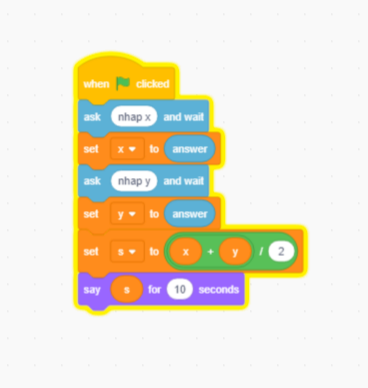 when clicked
ask nhap x and wait
set x to answer
ask nhap y and wait
set y to answer
set s to x + y / 2
say s for 10 seconds